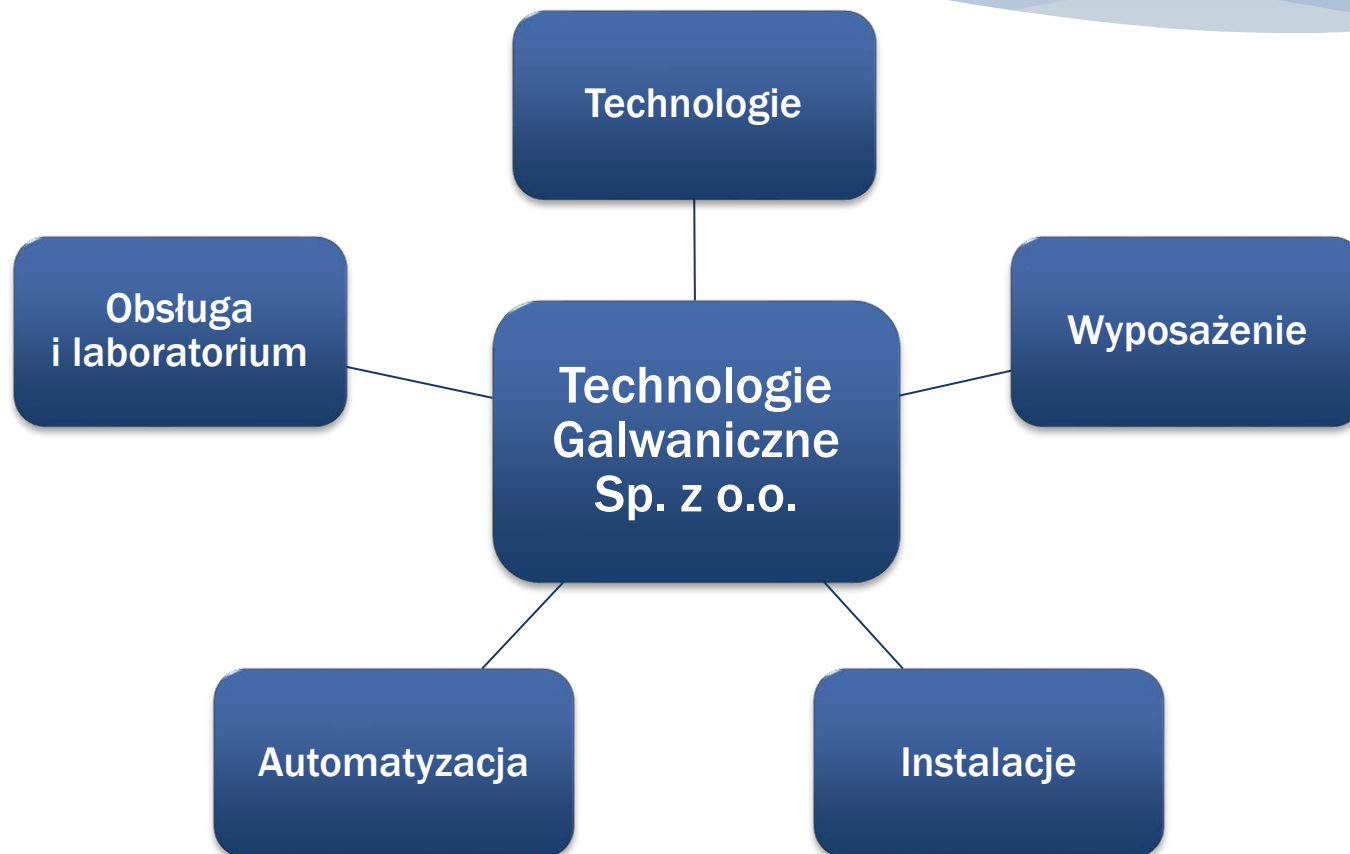 Technologie
Obsługa
i laboratorium
Wyposażenie
Technologie
Galwaniczne
Sp. z o.o.
Automatyzacja
Instalacje